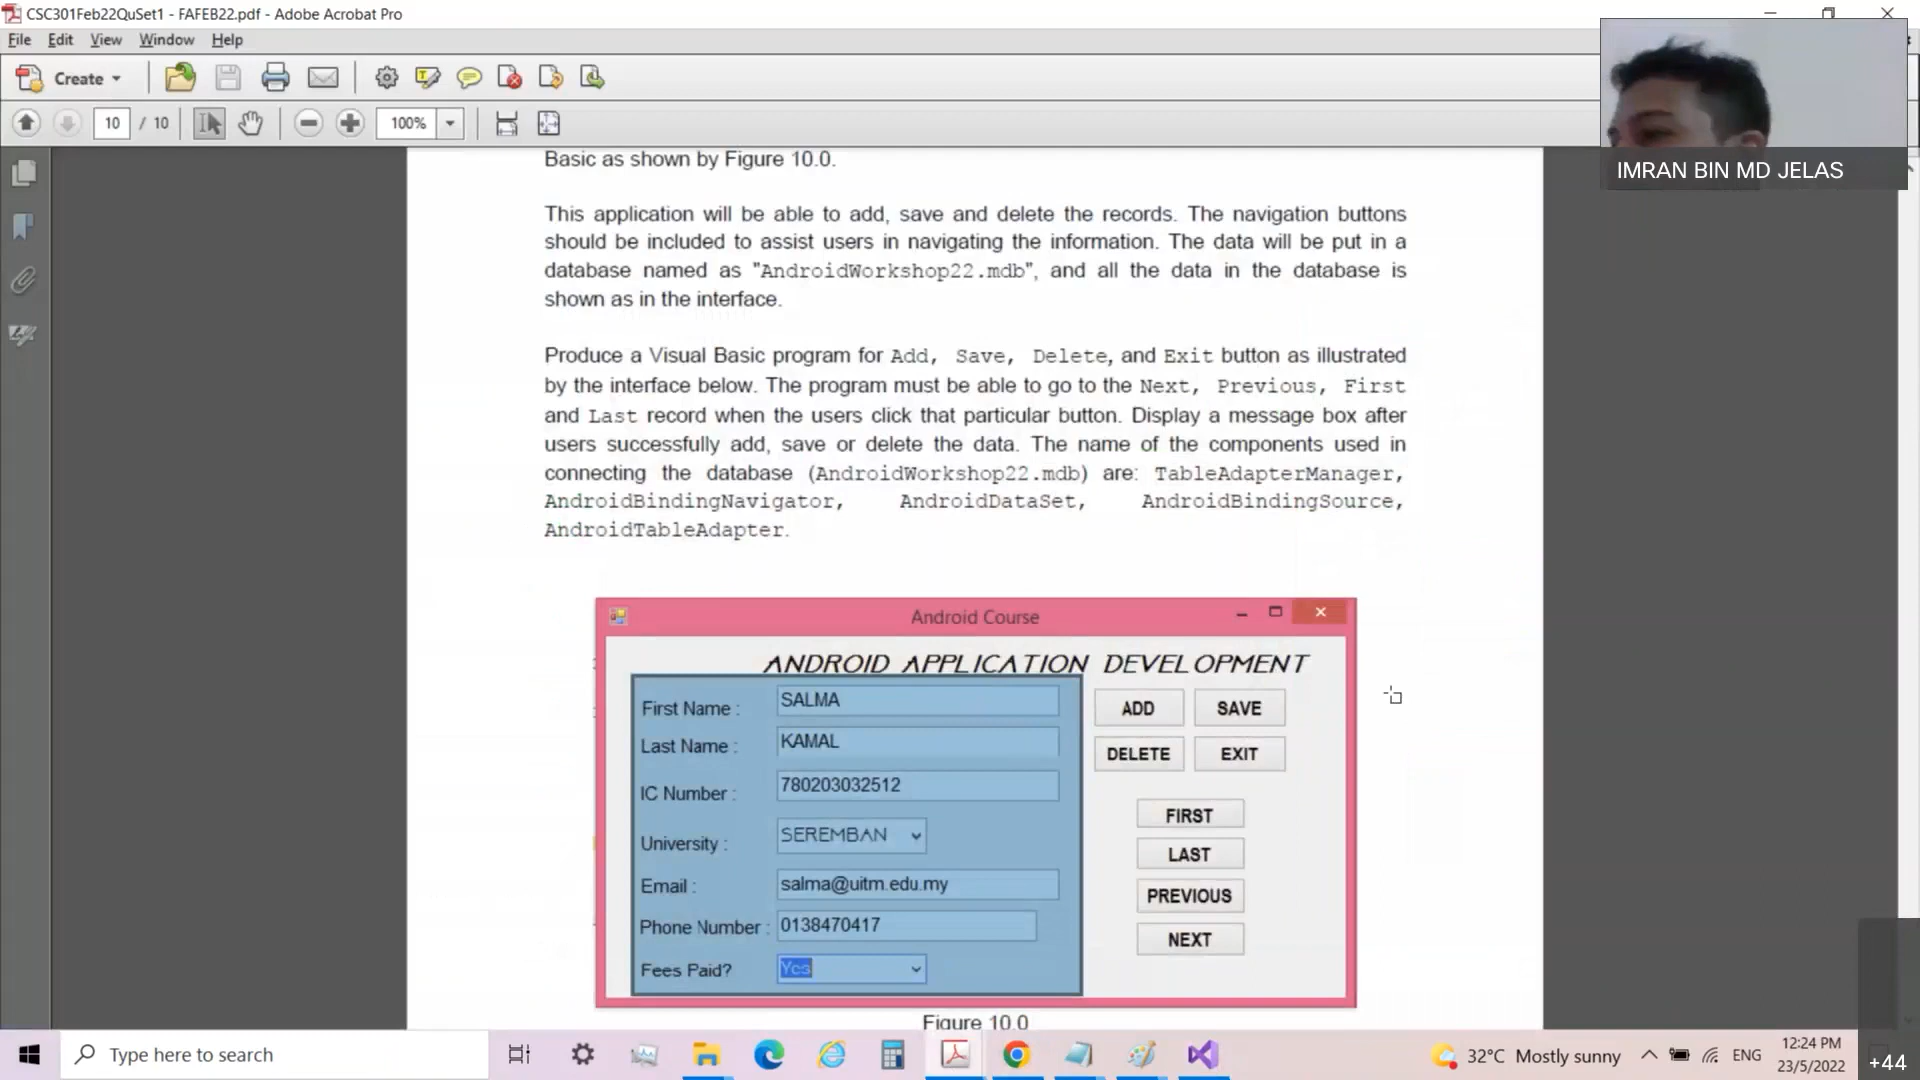 CSC301Feb22QuSet1 - FAFEB22.pdf - Adobe Acrobat Pro
File Edit View Window Help
Create
10 / 10 100%
IMRAN BIN MD JELAS
Basic as shown by Figure 10.0.
This application will be able to add, save and delete the records. The navigation buttons
should be included to assist users in navigating the information. The data will be put in a
database named as "AndroidWorkshop22.mdb", and all the data in the database is
shown as in the interface.
Produce a Visual Basic program for Add, Save, Delete, and Exit button as illustrated
by the interface below. The program must be able to go to the Next, Previous, First
and Last record when the users click that particular button. Display a message box after
users successfully add, save or delete the data. The name of the components used in
connecting the database (AndroidWorkshop22.mdb) are: TableAdapterManager,
AndroidBindingNavigator, AndroidDataSet, AndroidBindingSource,
AndroidTableAdapter.
Android Course
ANDROID APPLICATION DEVELOPMENT
First Name : SALMA
Last Name : KAMAL
IC Number : 780203032512
University : SEREMBAN
Email : salma@uitm.edu.my
Phone Number : 0138470417
Fees Paid? Yes
ADD SAVE
DELETE EXIT
FIRST
LAST
PREVIOUS
NEXT
Figure 10.0
Type here to search
32°C Mostly sunny
ENG
12:24 PM
23/5/2022
+44